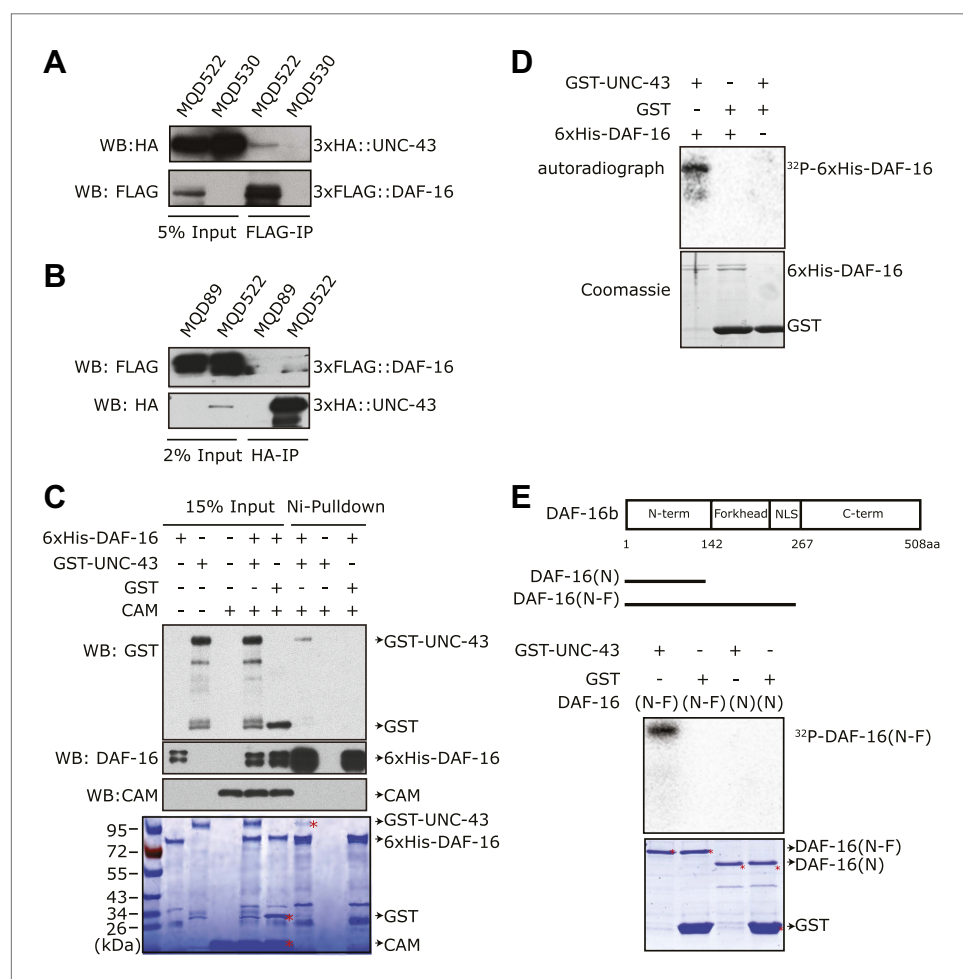 A
MQD522 MQD530 MQD522 MQD530
WB:HA 3xHA::UNC-43
WB: FLAG 3xFLAG::DAF-16
5% Input FLAG-IP
B
MQD89 MQD522 MQD89 MQD522
WB: FLAG 3xFLAG::DAF-16
WB: HA 3xHA::UNC-43
2% Input HA-IP
C
15% Input Ni-Pulldown
6xHis-DAF-16 + - - + + + - +
GST-UNC-43 - + - + - + + -
GST - - - - + - - +
CAM - - + + + + + +
WB: GST GST-UNC-43
GST
WB: DAF-16 6xHis-DAF-16
WB:CAM CAM
GST-UNC-43
95 6xHis-DAF-16
72
55
43
34 GST
26
(kDa) CAM
*
*
*
D
GST-UNC-43 + - +
GST - + +
6xHis-DAF-16 + + -
autoradiograph ³²P-6xHis-DAF-16
6xHis-DAF-16
Coomassie
GST
E
DAF-16b N-term Forkhead NLS C-term
1 142 267 508aa
DAF-16(N)
DAF-16(N-F)
GST-UNC-43 + - + -
GST - + - +
DAF-16 (N-F) (N-F) (N) (N)
³²P-DAF-16(N-F)
DAF-16(N-F)
DAF-16(N)
GST